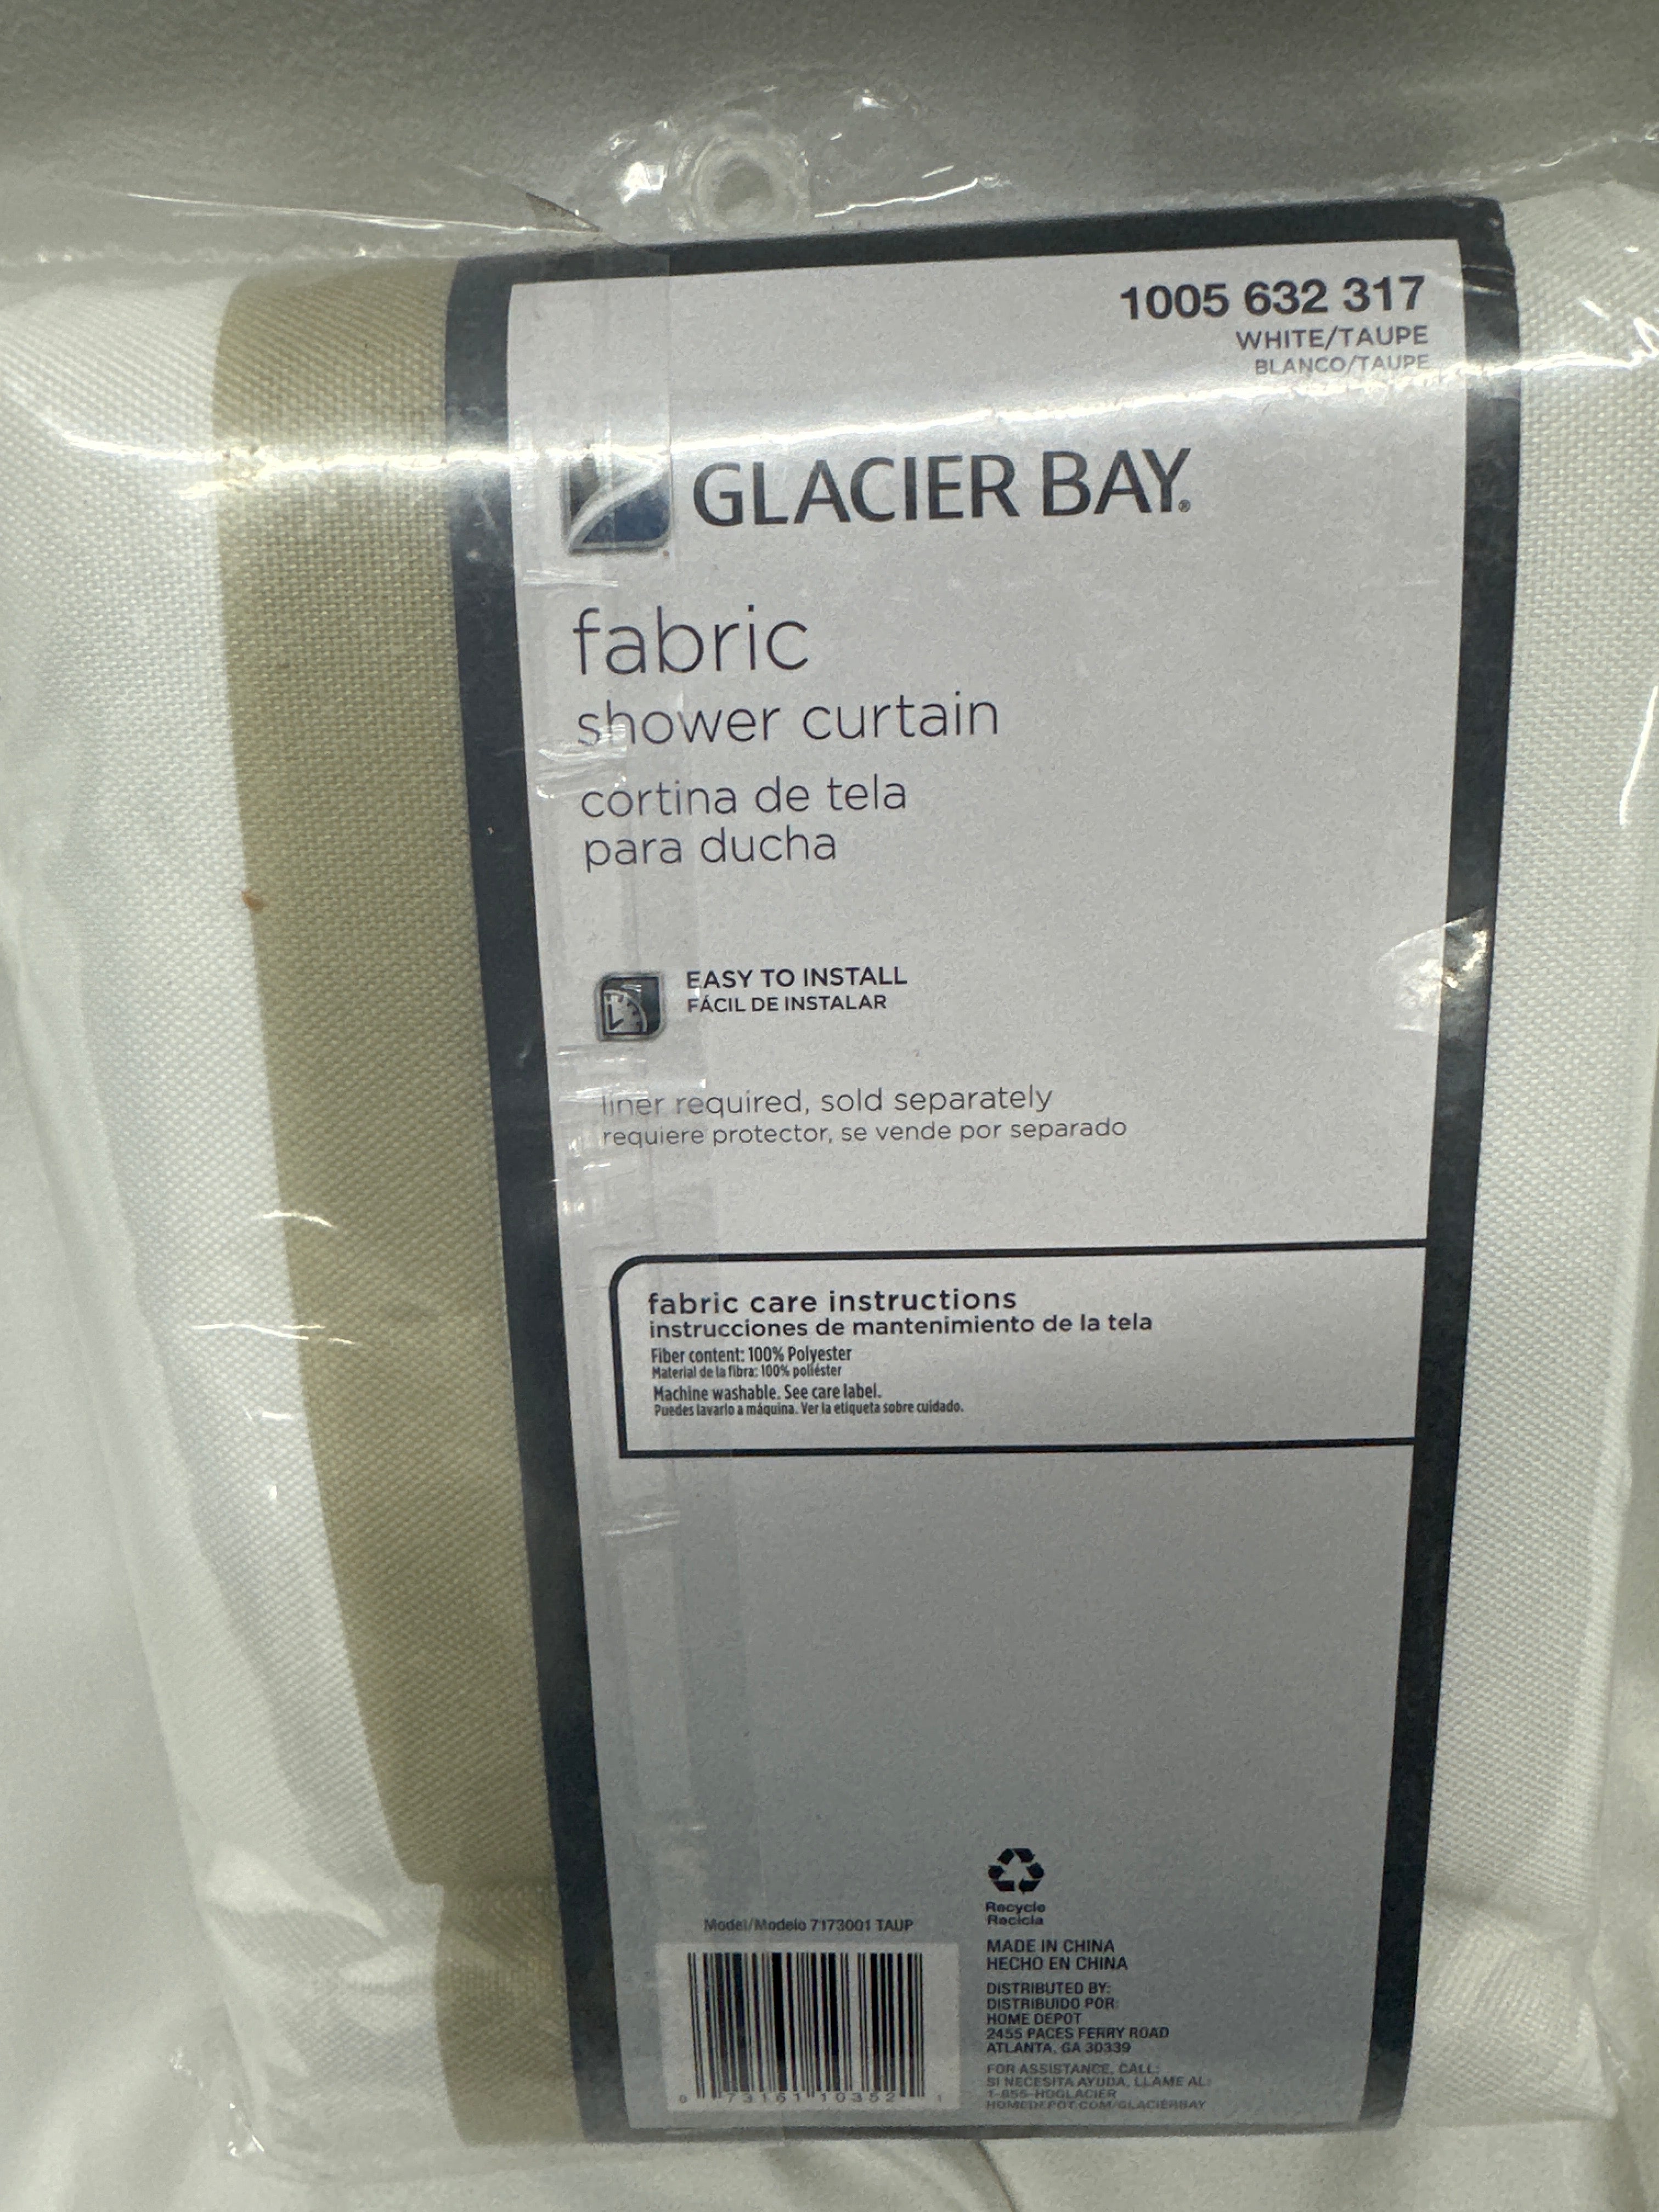 1005 632 317
WHITE/TAUPE
BLANCO/TAUPE
GLACIER BAY®
fabric
shower curtain
cortina de tela
para ducha
EASY TO INSTALL
FÁCIL DE INSTALAR
liner required, sold separately
requiere protector, se vende por separado
fabric care instructions
instrucciones de mantenimiento de la tela
Fiber content: 100% Polyester
Material de la fibra: 100% poliéster
Machine washable. See care label.
Puedes lavarlo a máquina. Ver la etiqueta sobre cuidado.
Model/Modelo 7173001 TAUP
0 73161 10352 1
Recycle
Recicla
MADE IN CHINA
HECHO EN CHINA
DISTRIBUTED BY:
DISTRIBUIDO POR:
HOME DEPOT
2455 PACES FERRY ROAD
ATLANTA, GA 30339
FOR ASSISTANCE, CALL:
SI NECESITA AYUDA, LLAME AL:
1-855-HDGLACIER
HOMEDEPOT.COM/GLACIERBAY